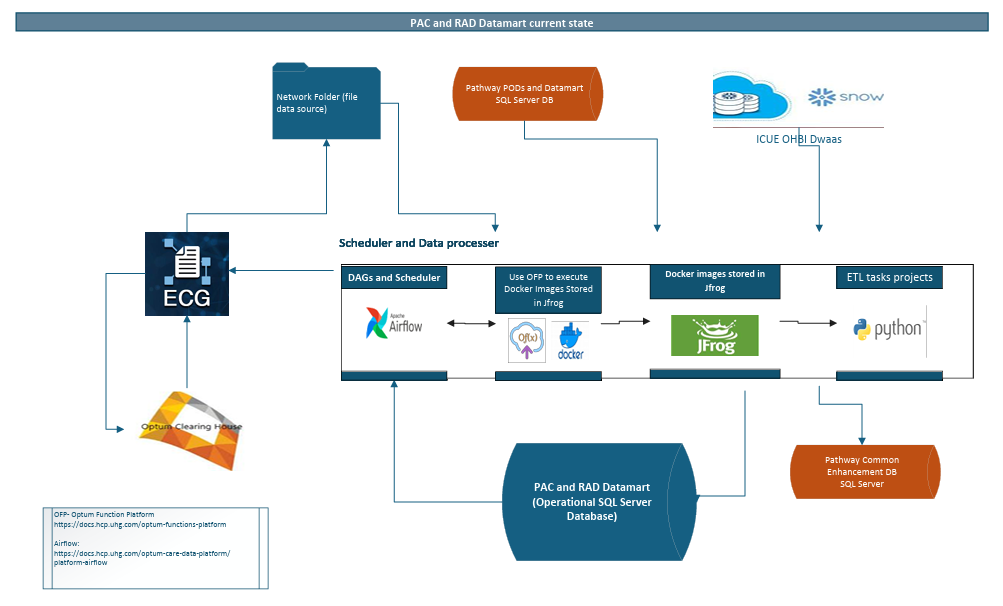 PAC and RAD Datamart current state
Network Folder (file
data source)
Pathway PODs and Datamart
SQL Server DB
snow
ICUE OHBI Dwaas
Scheduler and Data processer
ECG
DAGs and Scheduler
Apache
Airflow
Use OFP to execute
Docker Images Stored
in Jfrog
Of(x)
docker
Docker images stored in
Jfrog
JFrog
ETL tasks projects
python
Optum Clearing House
PAC and RAD Datamart
(Operational SQL Server
Database)
Pathway Common
Enhancement DB
SQL Server
OFP- Optum Function Platform
https://docs.hcp.uhg.com/optum-functions-platform
Airflow:
https://docs.hcp.uhg.com/optum-care-data-platform/
platform-airflow